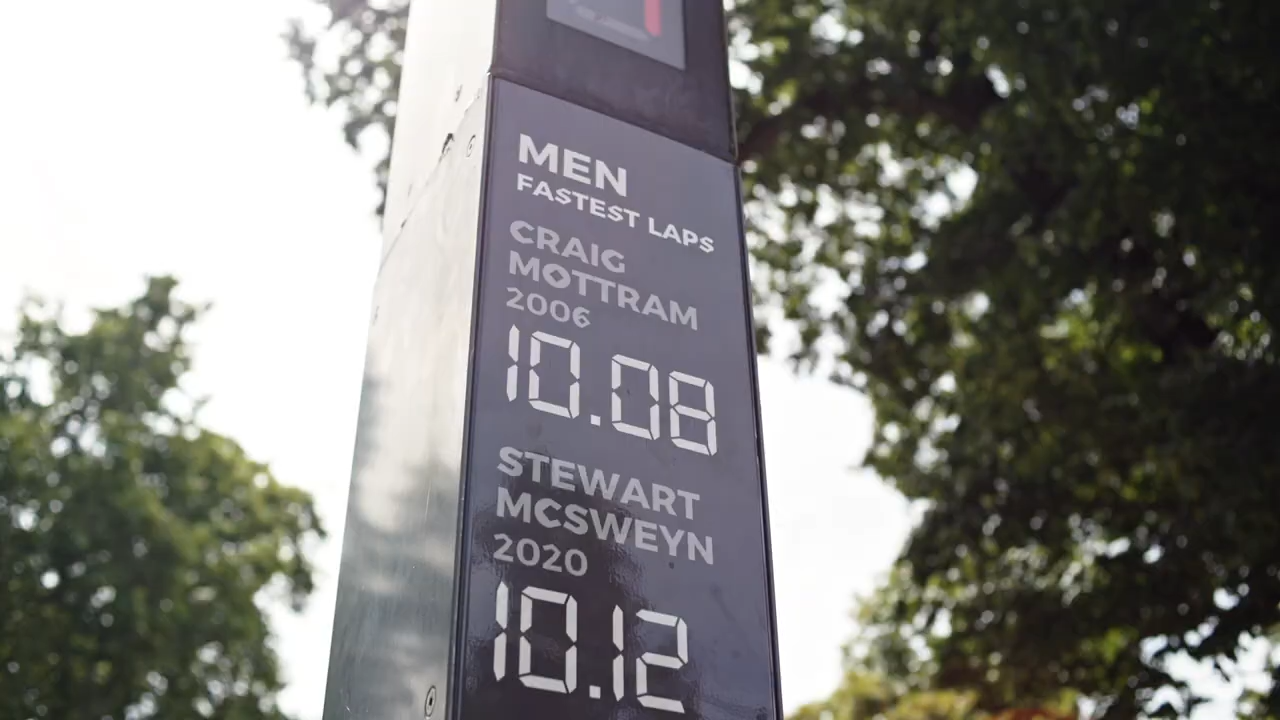 MEN
FASTEST LAPS
CRAIG
MOTTRAM
2006
10.08
STEWART
MCSWEYN
2020
10.12